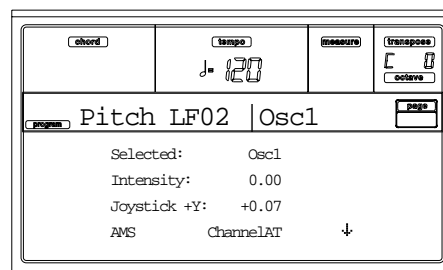 chord tempo measure transpose
♩= 120 C 0
octave
program Pitch LF02 Osc1 page
Selected: Osc1
Intensity: 0.00
Joystick +Y: +0.07
AMS ChannelAT